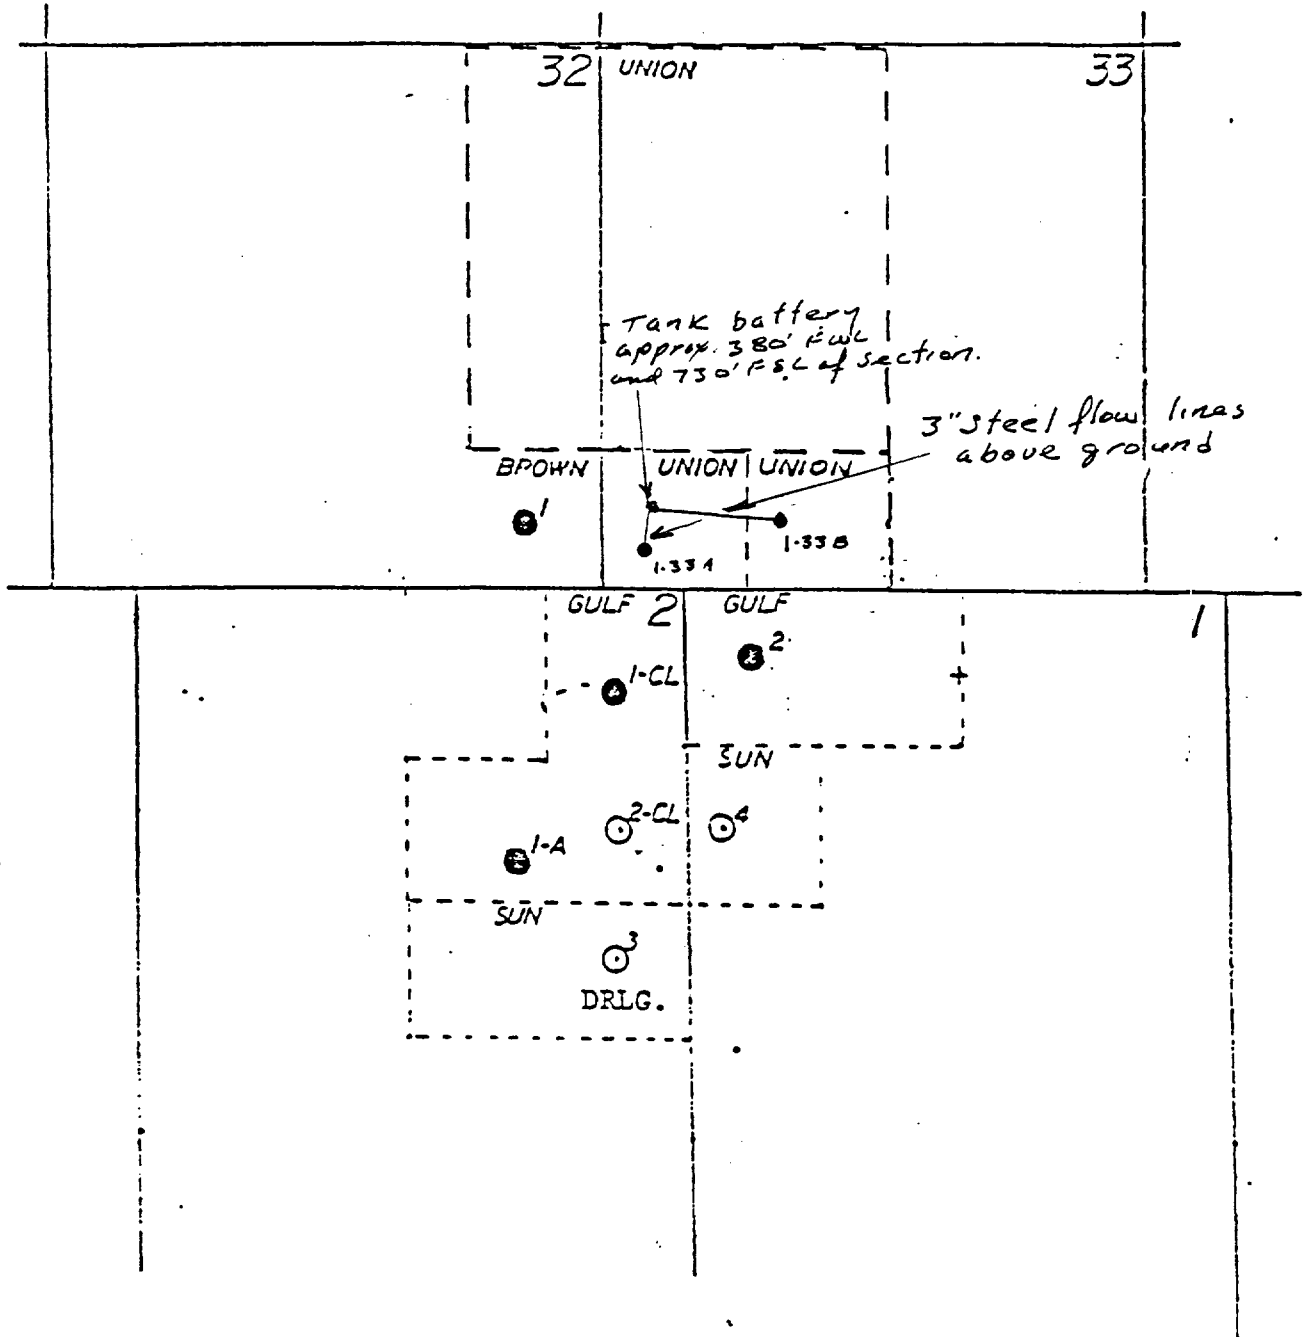 32 UNION
33
Tank battery
approx. 380' FWL
and 730' FSL of section.
3" steel flow lines
above ground
BROWN
UNION UNION
1
1-33A
1-33B
GULF 2 GULF
1
2
1-CL
SUN
2-CL
4
1-A
SUN
3
DRLG.